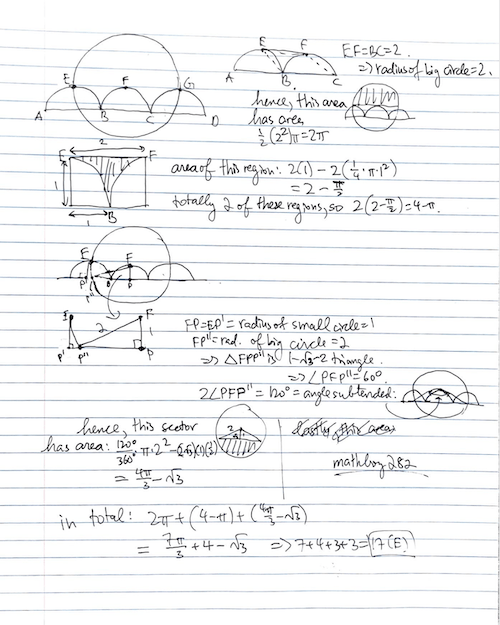 E F G
A B C D
E F
A B C
EF=BC=2.
⇒ radius of big circle=2.
hence, this area
has area
½(2²)π=2π
2
E F
1
1
B
area of this region: 2(1) - 2(¼·π·1²)
= 2 - π/2
totally 2 of these regions, so 2(2-π/2)=4-π.
E F
P' P'' P
E F
2 1
P' P'' P
FP=EP'= radius of small circle=1
FP''=rad. of big circle =2
⇒ △FPP'' is 1-√3-2 triangle.
⇒∠PFP''=60°.
2∠PFP''=120°=angle subtended:
hence, this sector
has area: 120°/360° ·π·2²
= 4π/3 - √3
2
lastly, this area
mathboy282
in total: 2π+(4-π)+(4π/3-√3)
= 7π/3+4-√3 ⇒7+4+3+3=17(E)